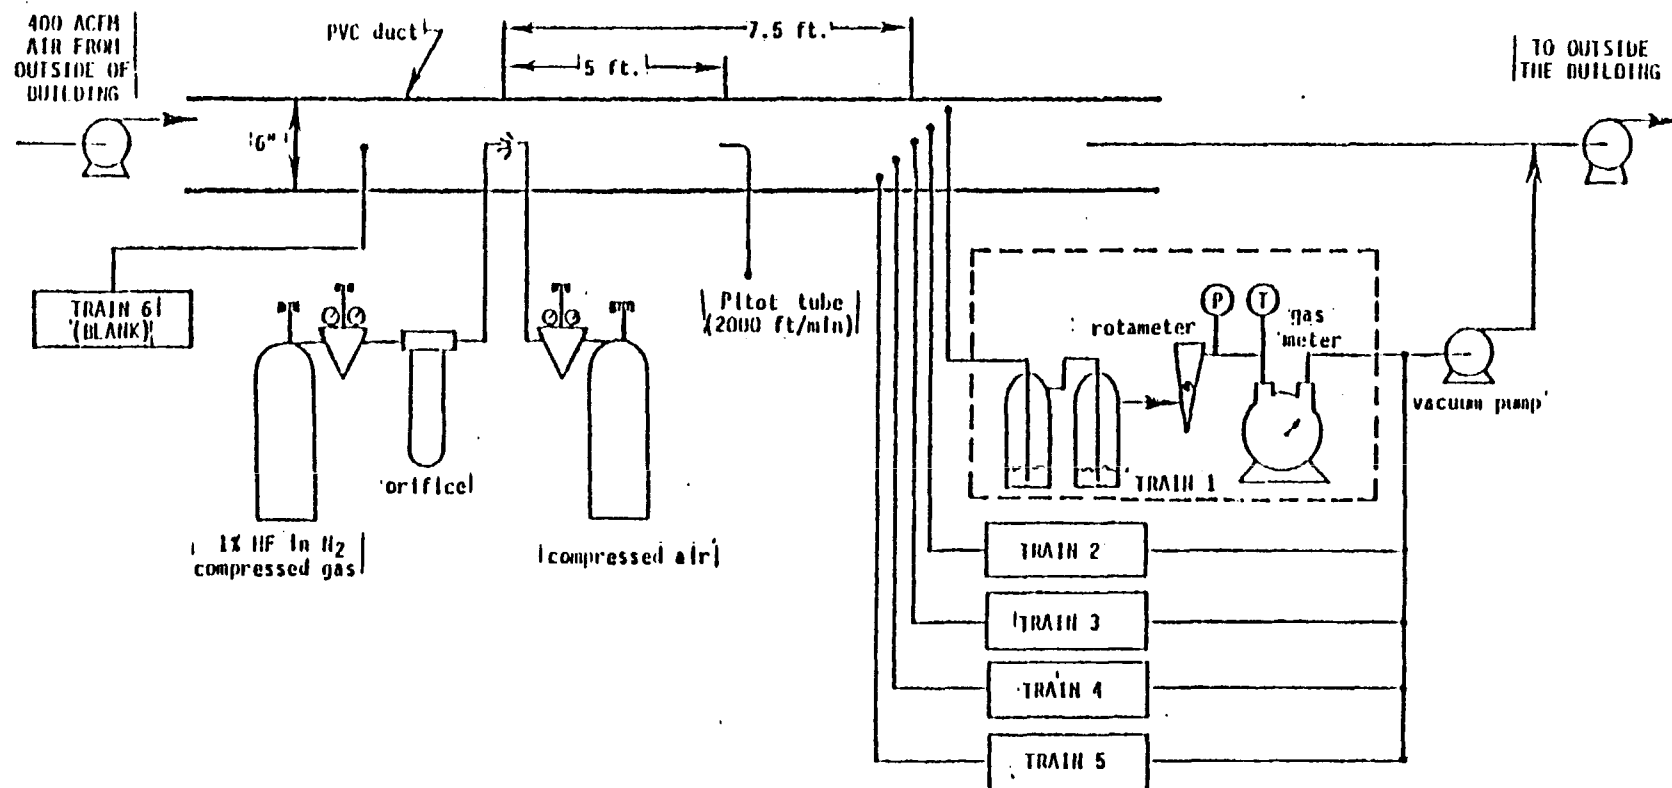 400 ACFM
AIR FROM
OUTSIDE OF
BUILDING
PVC duct
7.5 ft.
5 ft.
6"
TO OUTSIDE
THE BUILDING
TRAIN 6
(BLANK)
Pitot tube
(2000 ft/min)
P
T
gas
meter
rotameter
vacuum pump
orifice
TRAIN 1
1% HF in N2
compressed gas
compressed air
TRAIN 2
TRAIN 3
TRAIN 4
TRAIN 5